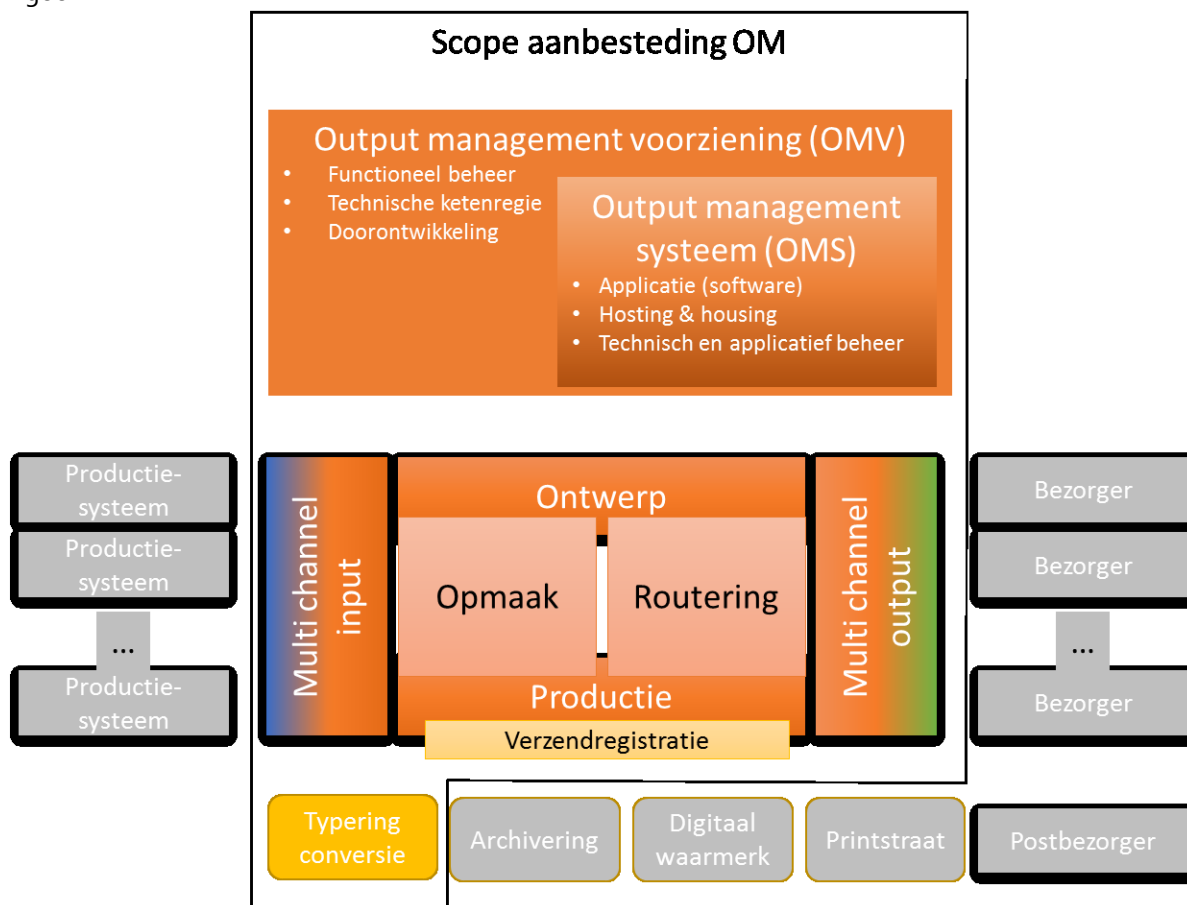 Scope aanbesteding OM
Output management voorziening (OMV)
• Functioneel beheer
• Technische ketenregie
• Doorontwikkeling
Output management
systeem (OMS)
• Applicatie (software)
• Hosting & housing
• Technisch en applicatief beheer
Productie-
systeem
Productie-
systeem
...
Productie-
systeem
Multi channel
input
Ontwerp
Opmaak
Routering
Productie
Verzendregistratie
Multi channel
output
Bezorger
Bezorger
...
Bezorger
Typering
conversie
Archivering
Digitaal
waarmerk
Printstraat
Postbezorger